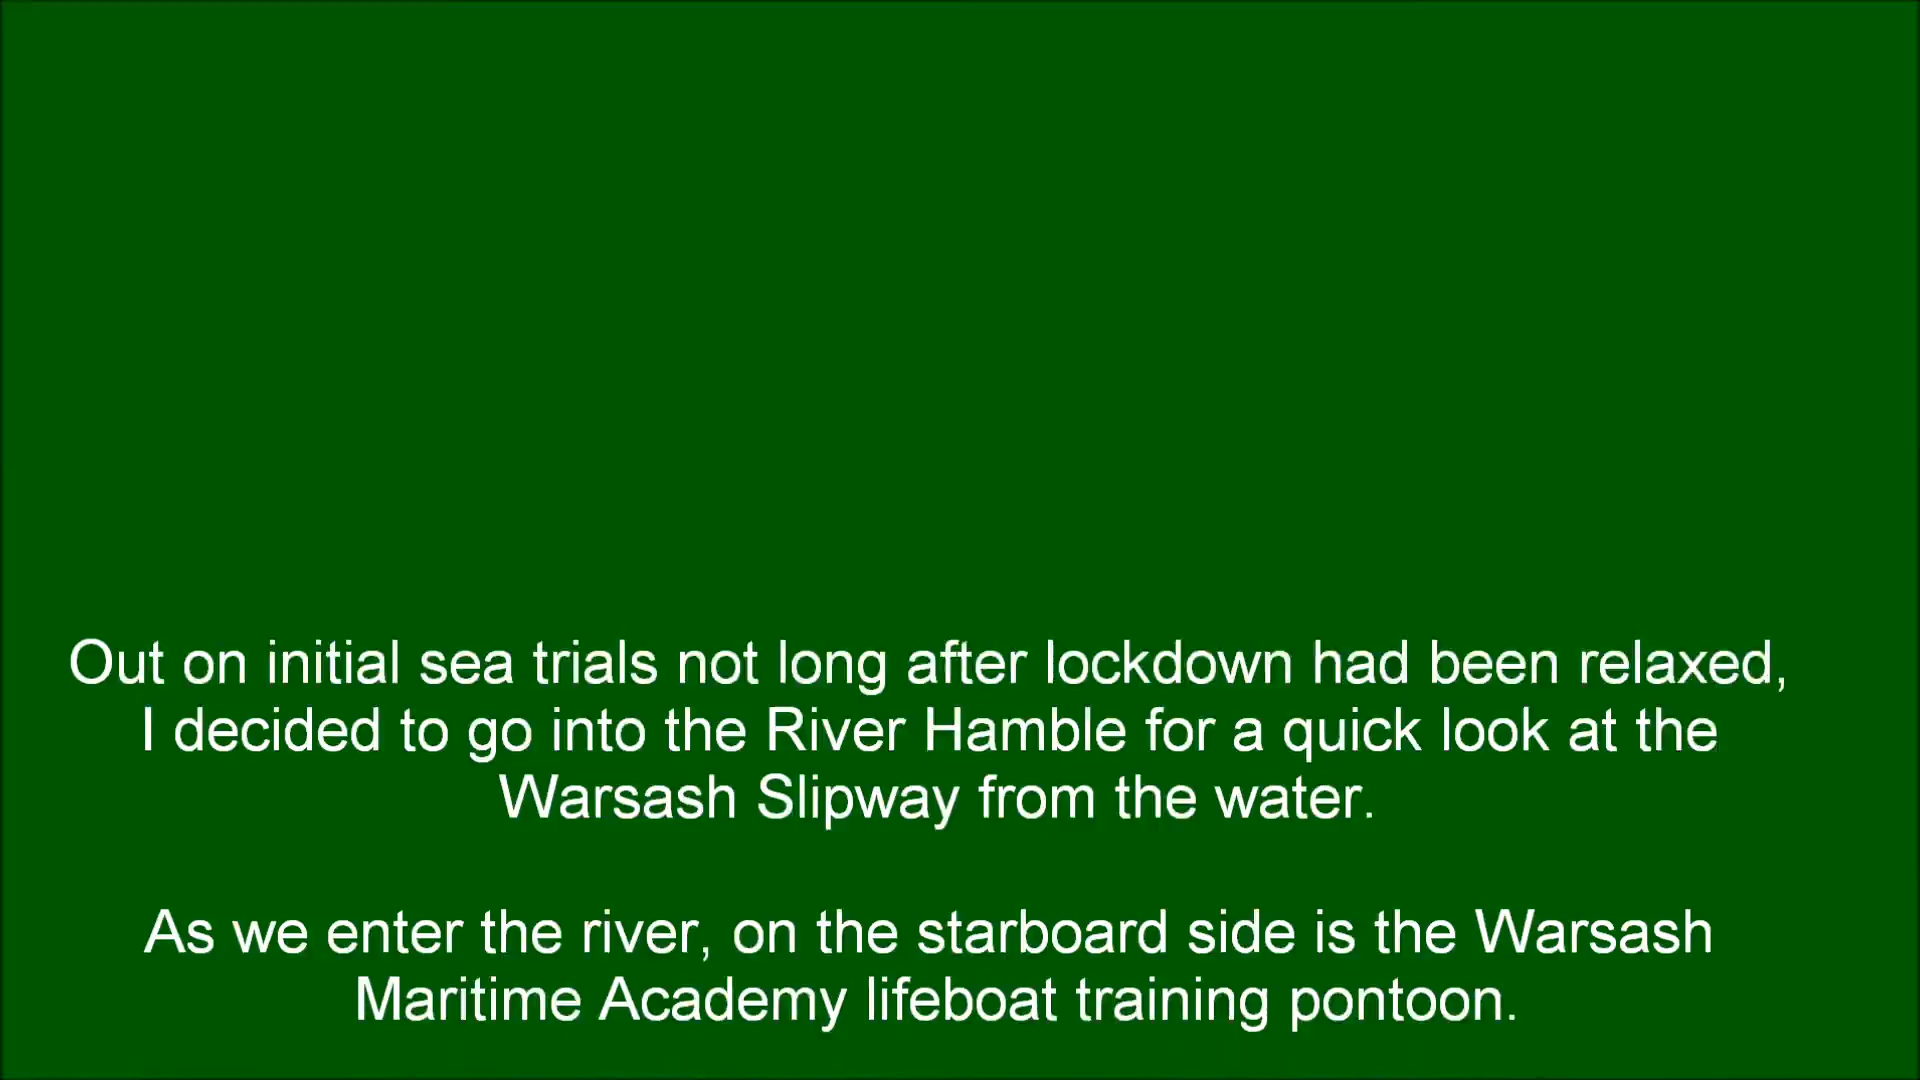 Out on initial sea trials not long after lockdown had been relaxed,
I decided to go into the River Hamble for a quick look at the
Warsash Slipway from the water.
As we enter the river, on the starboard side is the Warsash
Maritime Academy lifeboat training pontoon.